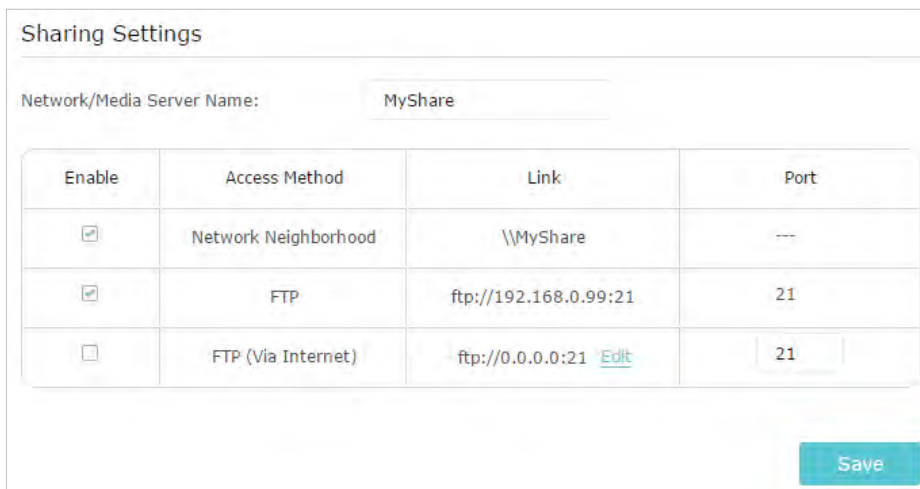 Sharing Settings
Network/Media Server Name: MyShare
Enable Access Method Link Port
Network Neighborhood \\MyShare ---
FTP ftp://192.168.0.99:21 21
FTP (Via Internet) ftp://0.0.0.0:21 Edit 21
Save